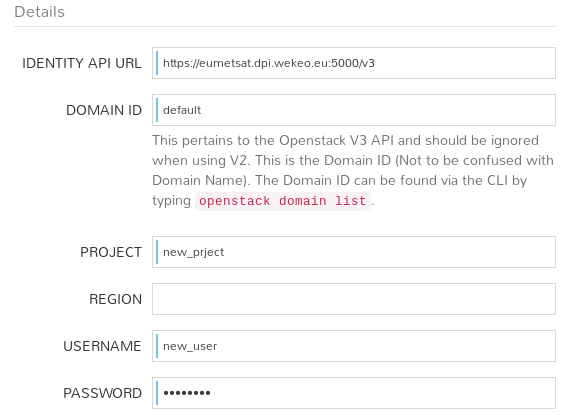 Details
IDENTITY API URL https://eumetsat.dpi.wekeo.eu:5000/v3
DOMAIN ID default
This pertains to the Openstack V3 API and should be ignored
when using V2. This is the Domain ID (Not to be confused with
Domain Name). The Domain ID can be found via the CLI by
typing openstack domain list.
PROJECT new_prject
REGION
USERNAME new_user
PASSWORD ••••••••